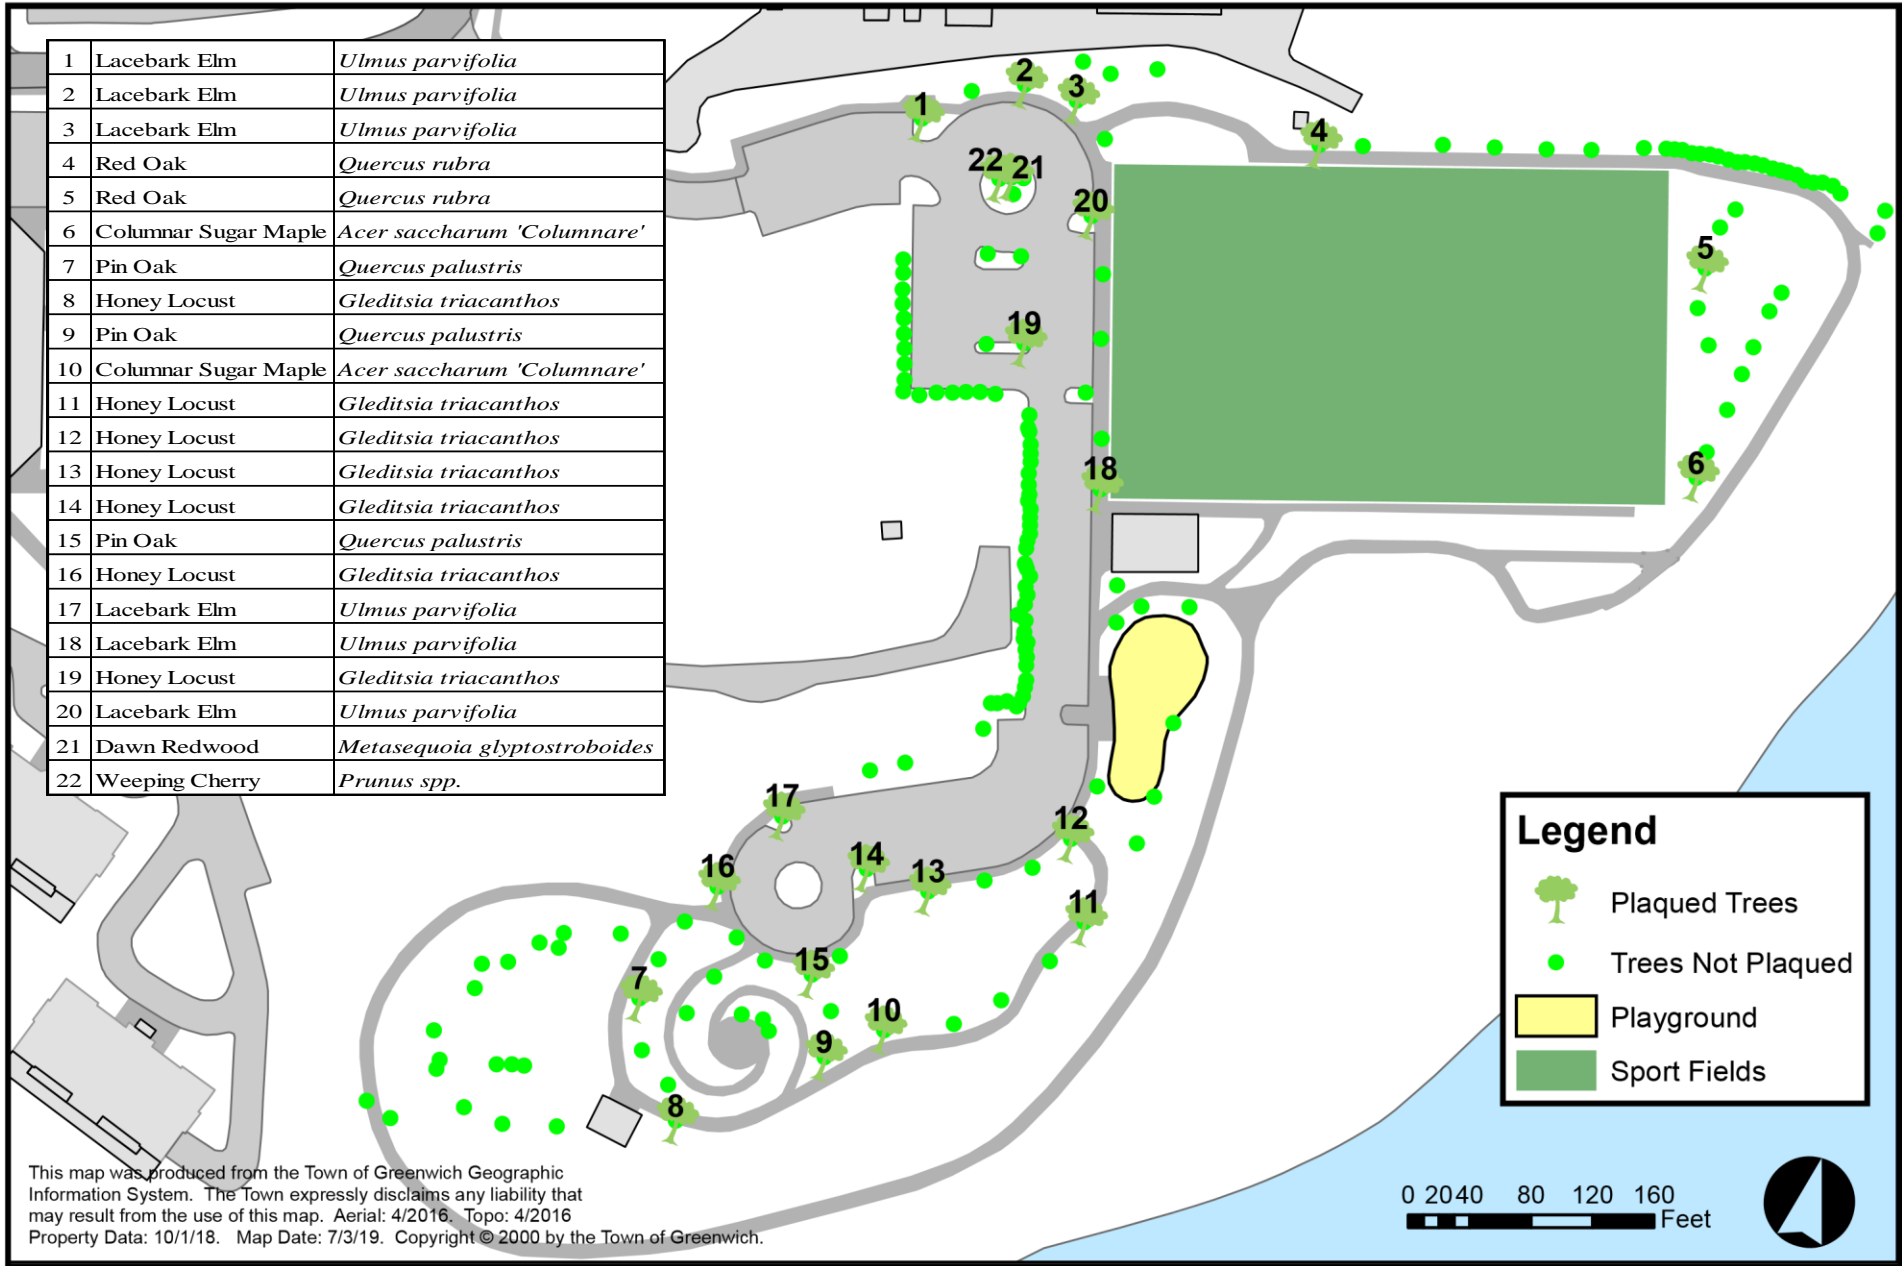 1 Lacebark Elm Ulmus parvifolia
2 Lacebark Elm Ulmus parvifolia
3 Lacebark Elm Ulmus parvifolia
4 Red Oak Quercus rubra
5 Red Oak Quercus rubra
6 Columnar Sugar Maple Acer saccharum 'Columnare'
7 Pin Oak Quercus palustris
8 Honey Locust Gleditsia triacanthos
9 Pin Oak Quercus palustris
10 Columnar Sugar Maple Acer saccharum 'Columnare'
11 Honey Locust Gleditsia triacanthos
12 Honey Locust Gleditsia triacanthos
13 Honey Locust Gleditsia triacanthos
14 Honey Locust Gleditsia triacanthos
15 Pin Oak Quercus palustris
16 Honey Locust Gleditsia triacanthos
17 Lacebark Elm Ulmus parvifolia
18 Lacebark Elm Ulmus parvifolia
19 Honey Locust Gleditsia triacanthos
20 Lacebark Elm Ulmus parvifolia
21 Dawn Redwood Metasequoia glyptostroboides
22 Weeping Cherry Prunus spp.
2
3
1
4
22 21
20
5
19
6
18
17
12
14
16
13
11
15
7
10
9
8
Legend
Plaqued Trees
Trees Not Plaqued
Playground
Sport Fields
This map was produced from the Town of Greenwich Geographic
Information System. The Town expressly disclaims any liability that
may result from the use of this map. Aerial: 4/2016. Topo: 4/2016
Property Data: 10/1/18. Map Date: 7/3/19. Copyright © 2000 by the Town of Greenwich.
0 20 40 80 120 160
Feet